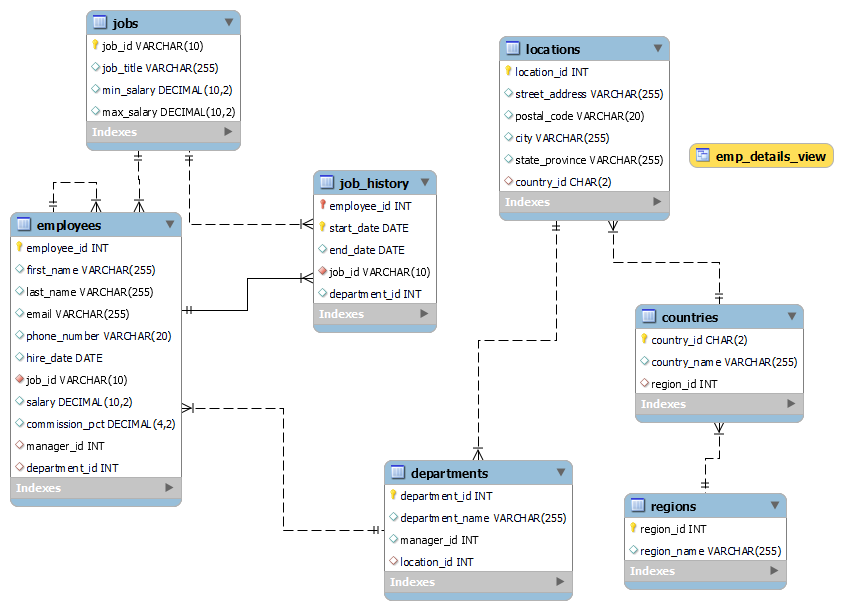 jobs
job_id VARCHAR(10)
job_title VARCHAR(255)
min_salary DECIMAL(10,2)
max_salary DECIMAL(10,2)
Indexes
locations
location_id INT
street_address VARCHAR(255)
postal_code VARCHAR(20)
city VARCHAR(255)
state_province VARCHAR(255)
country_id CHAR(2)
Indexes
emp_details_view
job_history
employee_id INT
start_date DATE
end_date DATE
job_id VARCHAR(10)
department_id INT
Indexes
employees
employee_id INT
first_name VARCHAR(255)
last_name VARCHAR(255)
email VARCHAR(255)
phone_number VARCHAR(20)
hire_date DATE
job_id VARCHAR(10)
salary DECIMAL(10,2)
commission_pct DECIMAL(4,2)
manager_id INT
department_id INT
Indexes
countries
country_id CHAR(2)
country_name VARCHAR(255)
region_id INT
Indexes
departments
department_id INT
department_name VARCHAR(255)
manager_id INT
location_id INT
Indexes
regions
region_id INT
region_name VARCHAR(255)
Indexes